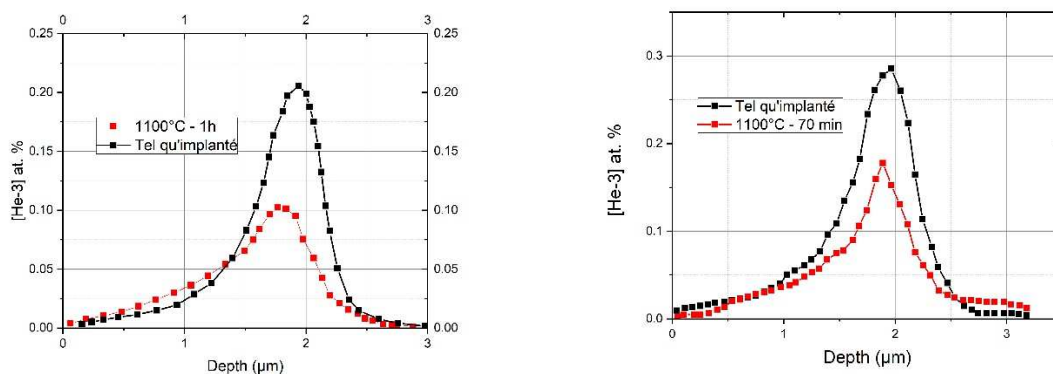 0 1 2 3
0.25 0.25
0.20 0.20
0.15 0.15
0.10 0.10
0.05 0.05
0.00 0.00
0 1 2 3
[He-3] at. %
Depth (µm)
1100°C - 1h
Tel qu'implanté
0.3
0.2
0.1
0.0
0 1 2 3
[He-3] at. %
Depth (µm)
Tel qu'implanté
1100°C - 70 min